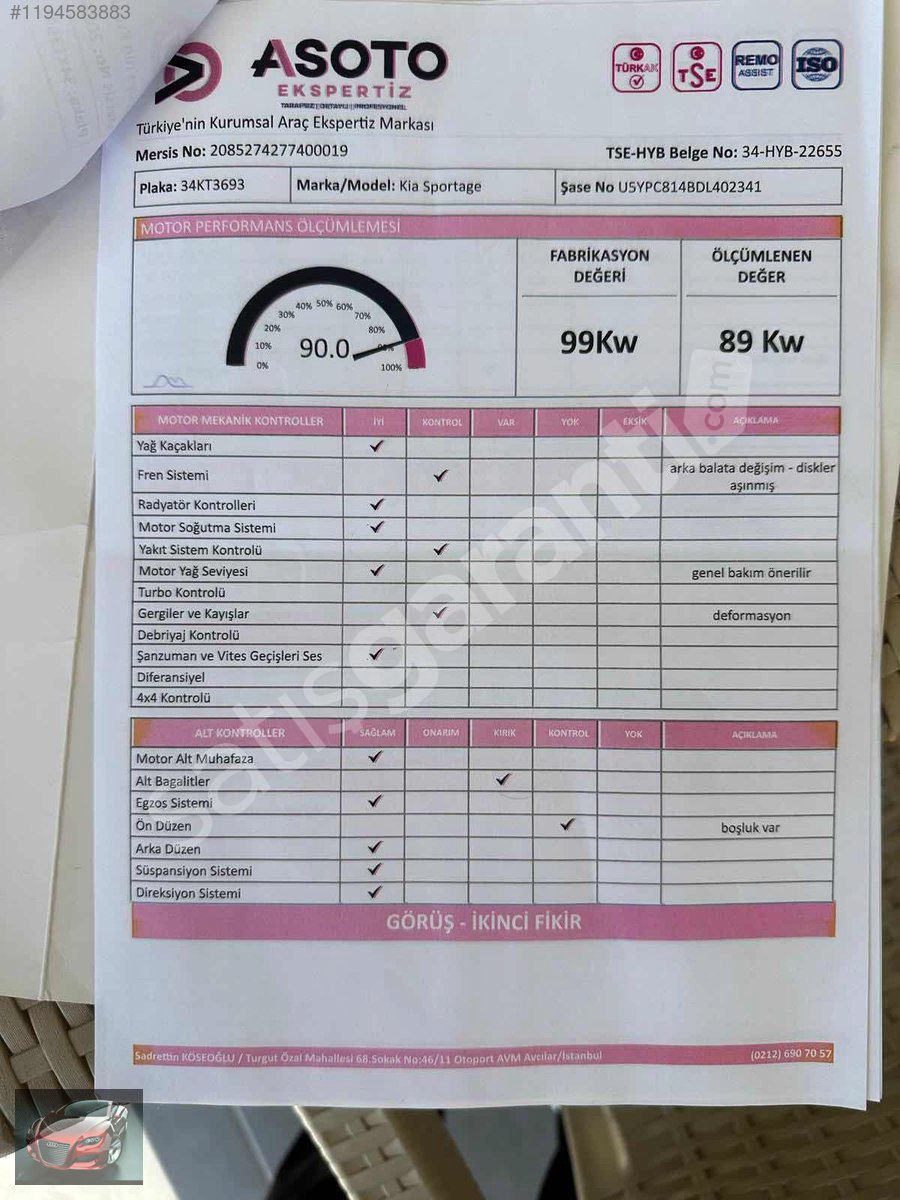 #1194583883
ASOTO
EKSPERTİZ
TARAFSIZ | DETAYLI | PROFESYONEL
TÜRKAK
TSE
REMO
ASSIST
ISO
Türkiye'nin Kurumsal Araç Ekspertiz Markası
Mersis No: 2085274277400019 TSE-HYB Belge No: 34-HYB-22655
Plaka: 34KT3693 Marka/Model: Kia Sportage Şase No U5YPC814BDL402341
MOTOR PERFORMANS ÖLÇÜMLEMESİ
FABRİKASYON DEĞERİ
ÖLÇÜMLENEN DEĞER
0% 10% 20% 30% 40% 50% 60% 70% 80% 100%
90.0
99Kw
89 Kw
MOTOR MEKANİK KONTROLLER İYİ KONTROL VAR YOK EKSİK AÇIKLAMA
Yağ Kaçakları ✓
Fren Sistemi ✓ arka balata değişim - diskler aşınmış
Radyatör Kontrolleri ✓
Motor Soğutma Sistemi ✓
Yakıt Sistem Kontrolü ✓
Motor Yağ Seviyesi ✓ genel bakım önerilir
Turbo Kontrolü
Gergiler ve Kayışlar ✓ deformasyon
Debriyaj Kontrolü
Şanzuman ve Vites Geçişleri Ses ✓
Diferansiyel
4x4 Kontrolü
ALT KONTROLLER SAĞLAM ONARIM KIRIK KONTROL YOK AÇIKLAMA
Motor Alt Muhafaza ✓
Alt Bagalitler ✓
Egzos Sistemi ✓
Ön Düzen ✓ boşluk var
Arka Düzen ✓
Süspansiyon Sistemi ✓
Direksiyon Sistemi ✓
GÖRÜŞ - İKİNCİ FİKİR
Sadrettin KÖSEOĞLU / Turgut Özal Mahallesi 68.Sokak No:46/11 Otoport AVM Avcılar/İstanbul (0212) 690 70 57
satışgaranti.com